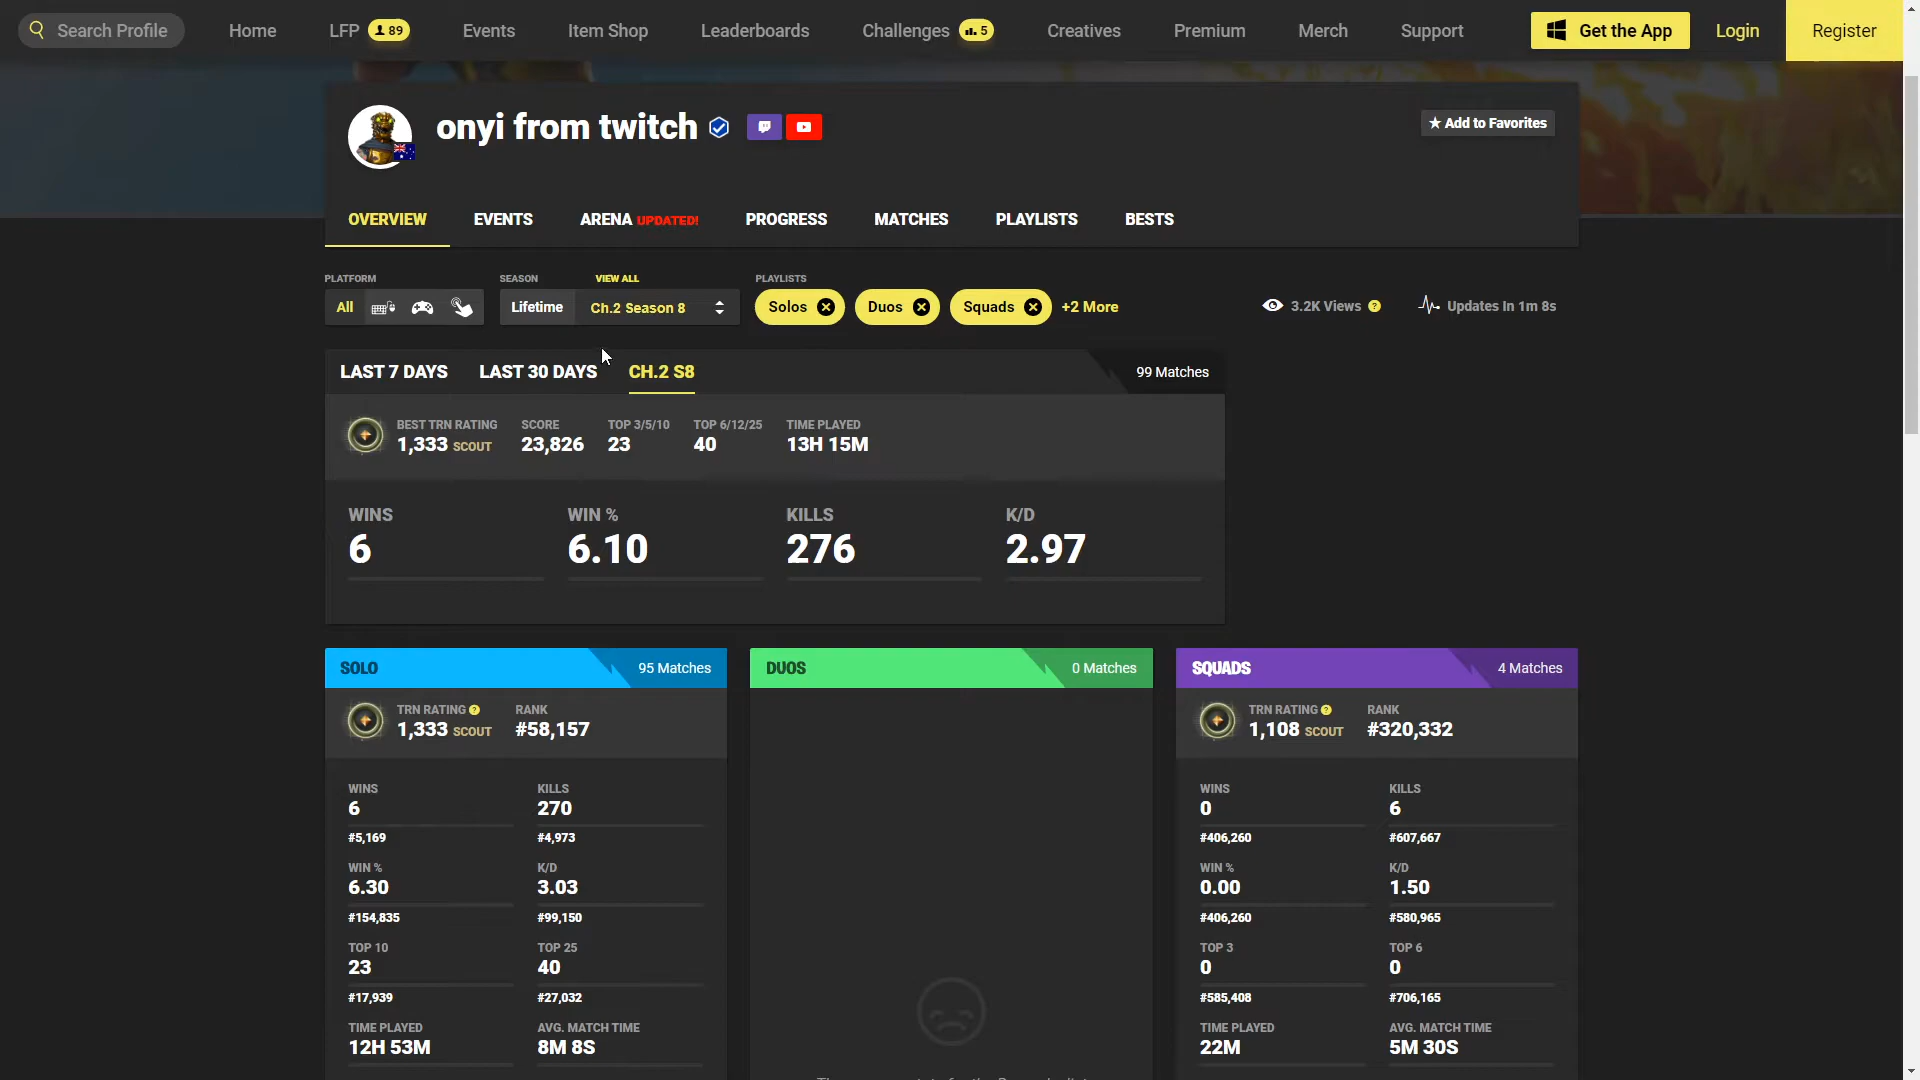 Search Profile Home LFP 89 Events Item Shop Leaderboards Challenges 5 Creatives Premium Merch Support Get the App Login Register
onyi from twitch
★ Add to Favorites
OVERVIEW EVENTS ARENA UPDATED! PROGRESS MATCHES PLAYLISTS BESTS
PLATFORM SEASON VIEW ALL PLAYLISTS
All Lifetime Ch.2 Season 8 Solos Duos Squads +2 More 3.2K Views ? Updates In 1m 8s
LAST 7 DAYS LAST 30 DAYS CH.2 S8 99 Matches
BEST TRN RATING SCORE TOP 3/5/10 TOP 6/12/25 TIME PLAYED
1,333 SCOUT 23,826 23 40 13H 15M
WINS WIN % KILLS K/D
6 6.10 276 2.97
SOLO 95 Matches DUOS 0 Matches SQUADS 4 Matches
TRN RATING ? RANK TRN RATING ? RANK
1,333 SCOUT #58,157 1,108 SCOUT #320,332
WINS KILLS WINS KILLS
6 270 0 6
#5,169 #4,973 #406,260 #607,667
WIN % K/D WIN % K/D
6.30 3.03 0.00 1.50
#154,835 #99,150 #406,260 #580,965
TOP 10 TOP 25 TOP 3 TOP 6
23 40 0 0
#17,939 #27,032 #585,408 #706,165
TIME PLAYED AVG. MATCH TIME TIME PLAYED AVG. MATCH TIME
12H 53M 8M 8S 22M 5M 30S